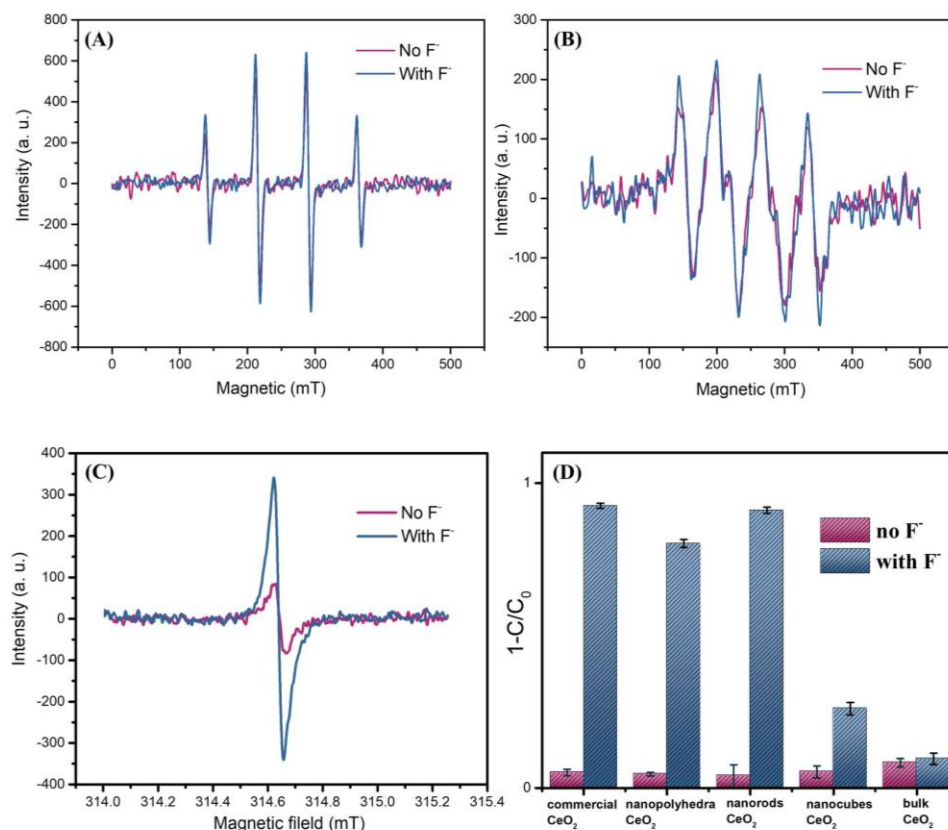 (A)
No F⁻
With F⁻
Intensity (a. u.)
800
600
400
200
0
-200
-400
-600
-800
0 100 200 300 400 500
Magnetic (mT)
(B)
No F⁻
With F⁻
Intensity (a. u.)
300
200
100
0
-100
-200
0 100 200 300 400 500
Magnetic (mT)
(C)
No F⁻
With F⁻
Intensity (a. u.)
400
300
200
100
0
-100
-200
-300
-400
314.0 314.2 314.4 314.6 314.8 315.0 315.2 315.4
Magnetic fileld (mT)
(D)
no F⁻
with F⁻
1-C/C₀
1
0
commercial nanopolyhedra nanorods nanocubes bulk
CeO₂ CeO₂ CeO₂ CeO₂ CeO₂